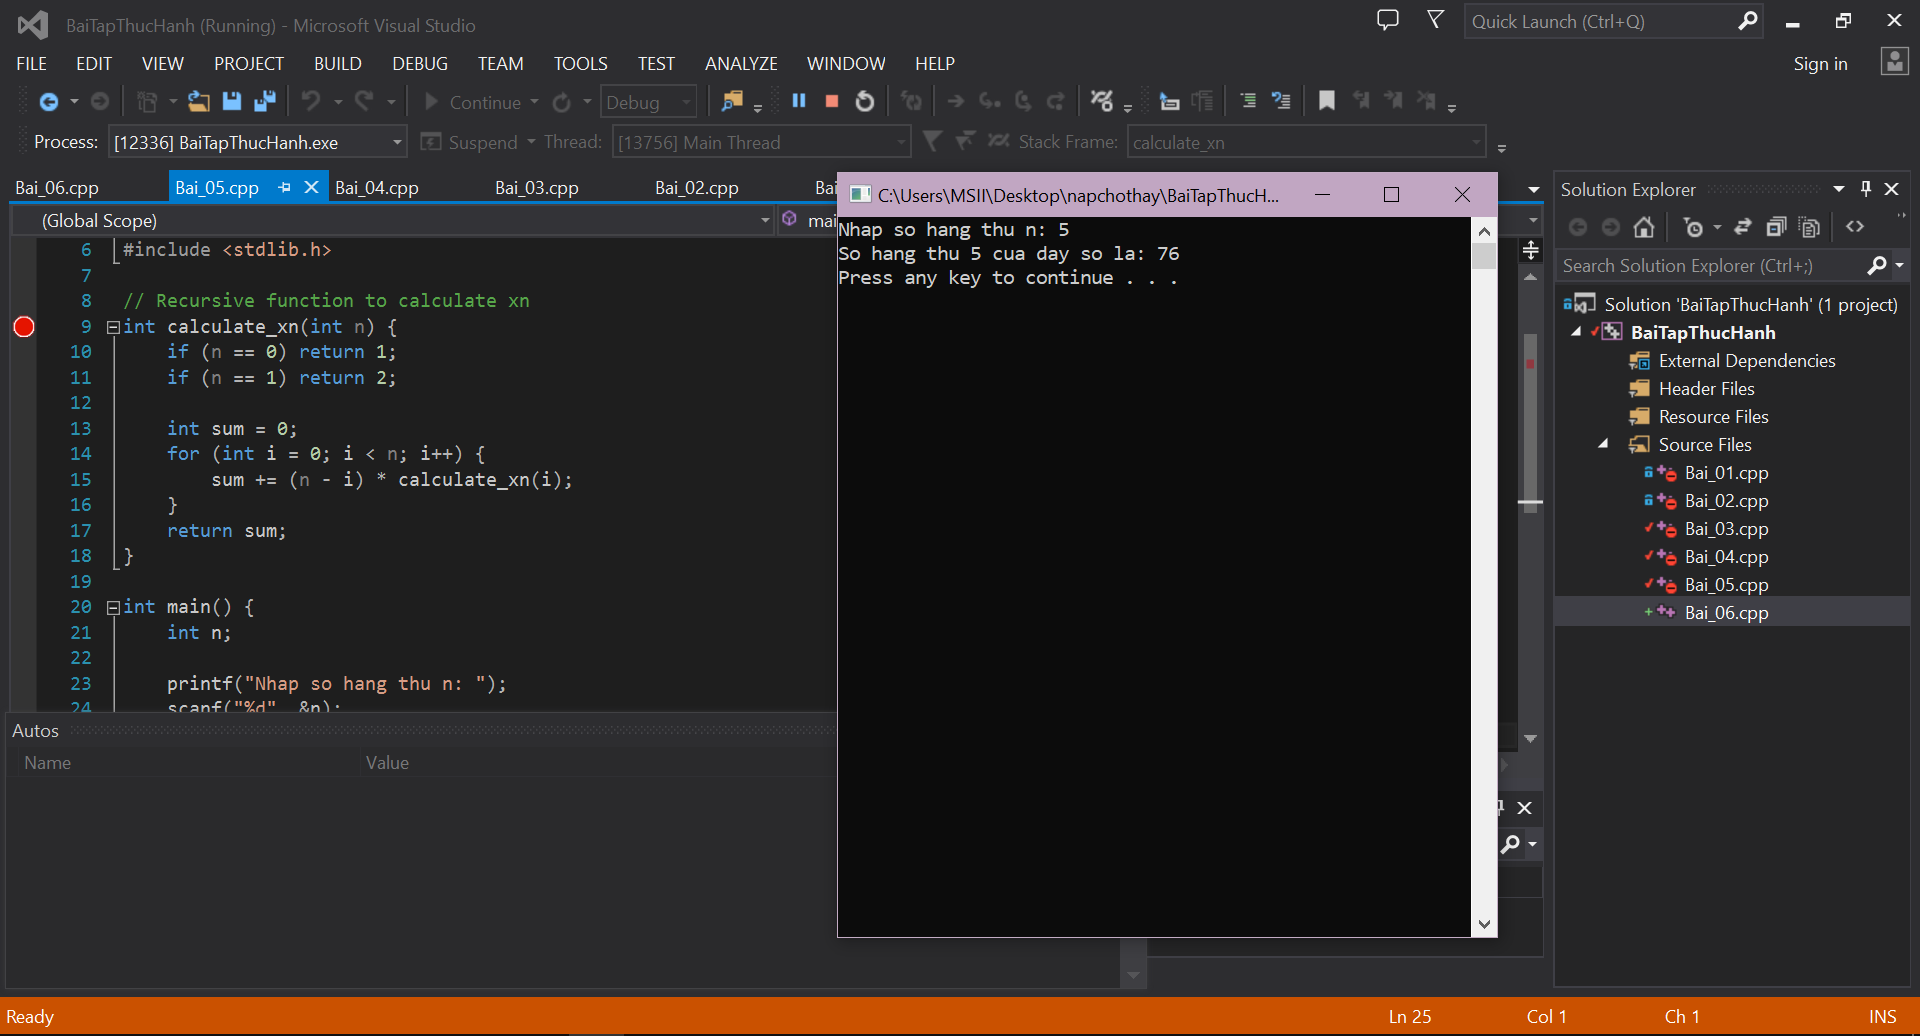 BaiTapThucHanh (Running) - Microsoft Visual Studio
Quick Launch (Ctrl+Q)
FILE EDIT VIEW PROJECT BUILD DEBUG TEAM TOOLS TEST ANALYZE WINDOW HELP
Sign in
Continue Debug
Process: [12336] BaiTapThucHanh.exe Suspend Thread: [13756] Main Thread Stack Frame: calculate_xn
Bai_06.cpp Bai_05.cpp Bai_04.cpp Bai_03.cpp Bai_02.cpp Bai
(Global Scope) mai
6 #include <stdlib.h>
7
8 // Recursive function to calculate xn
9 int calculate_xn(int n) {
10 if (n == 0) return 1;
11 if (n == 1) return 2;
12
13 int sum = 0;
14 for (int i = 0; i < n; i++) {
15 sum += (n - i) * calculate_xn(i);
16 }
17 return sum;
18 }
19
20 int main() {
21 int n;
22
23 printf("Nhap so hang thu n: ");
24 scanf("%d", &n);
C:\Users\MSII\Desktop\napchothay\BaiTapThucH...
Nhap so hang thu n: 5
So hang thu 5 cua day so la: 76
Press any key to continue . . .
Autos
Name Value
Solution Explorer
Search Solution Explorer (Ctrl+;)
Solution 'BaiTapThucHanh' (1 project)
BaiTapThucHanh
External Dependencies
Header Files
Resource Files
Source Files
Bai_01.cpp
Bai_02.cpp
Bai_03.cpp
Bai_04.cpp
Bai_05.cpp
Bai_06.cpp
Ready Ln 25 Col 1 Ch 1 INS